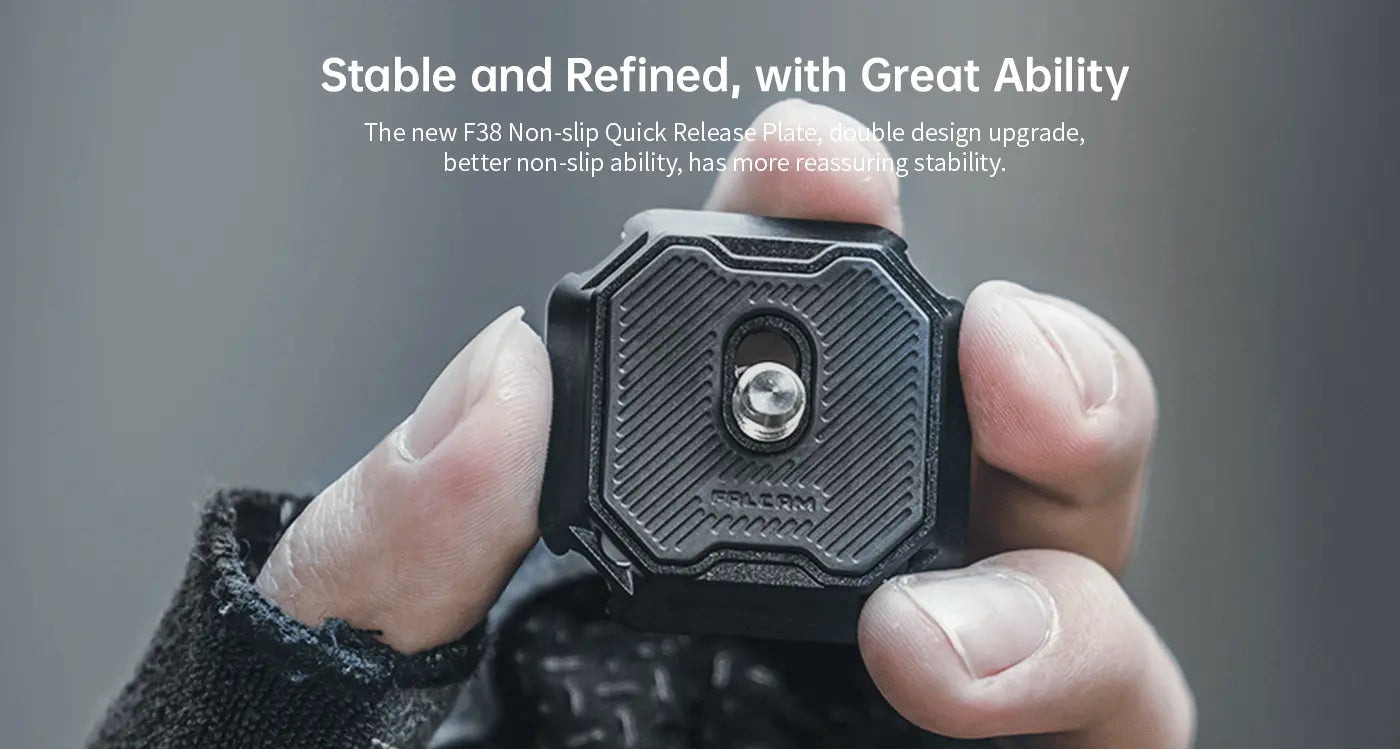 Stable and Refined, with Great Ability
The new F38 Non-slip Quick Release Plate, double design upgrade,
better non-slip ability, has more reassuring stability.
FALCAM